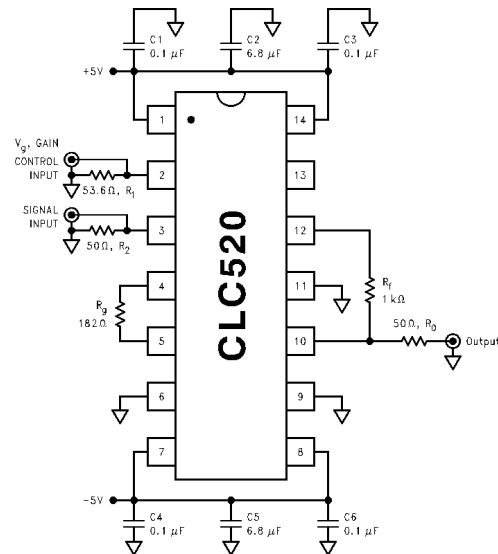 C1
0.1 μF
C2
6.8 μF
C3
0.1 μF
+5V
1
14
Vg, GAIN
CONTROL
INPUT
2
13
53.6Ω, R1
SIGNAL
INPUT
3
12
50Ω, R2
CLC520
4
11
Rg
182Ω
Rf
1kΩ
5
10
50Ω, R0
Output
6
9
7
8
-5V
C4
0.1 μF
C5
6.8 μF
C6
0.1 μF